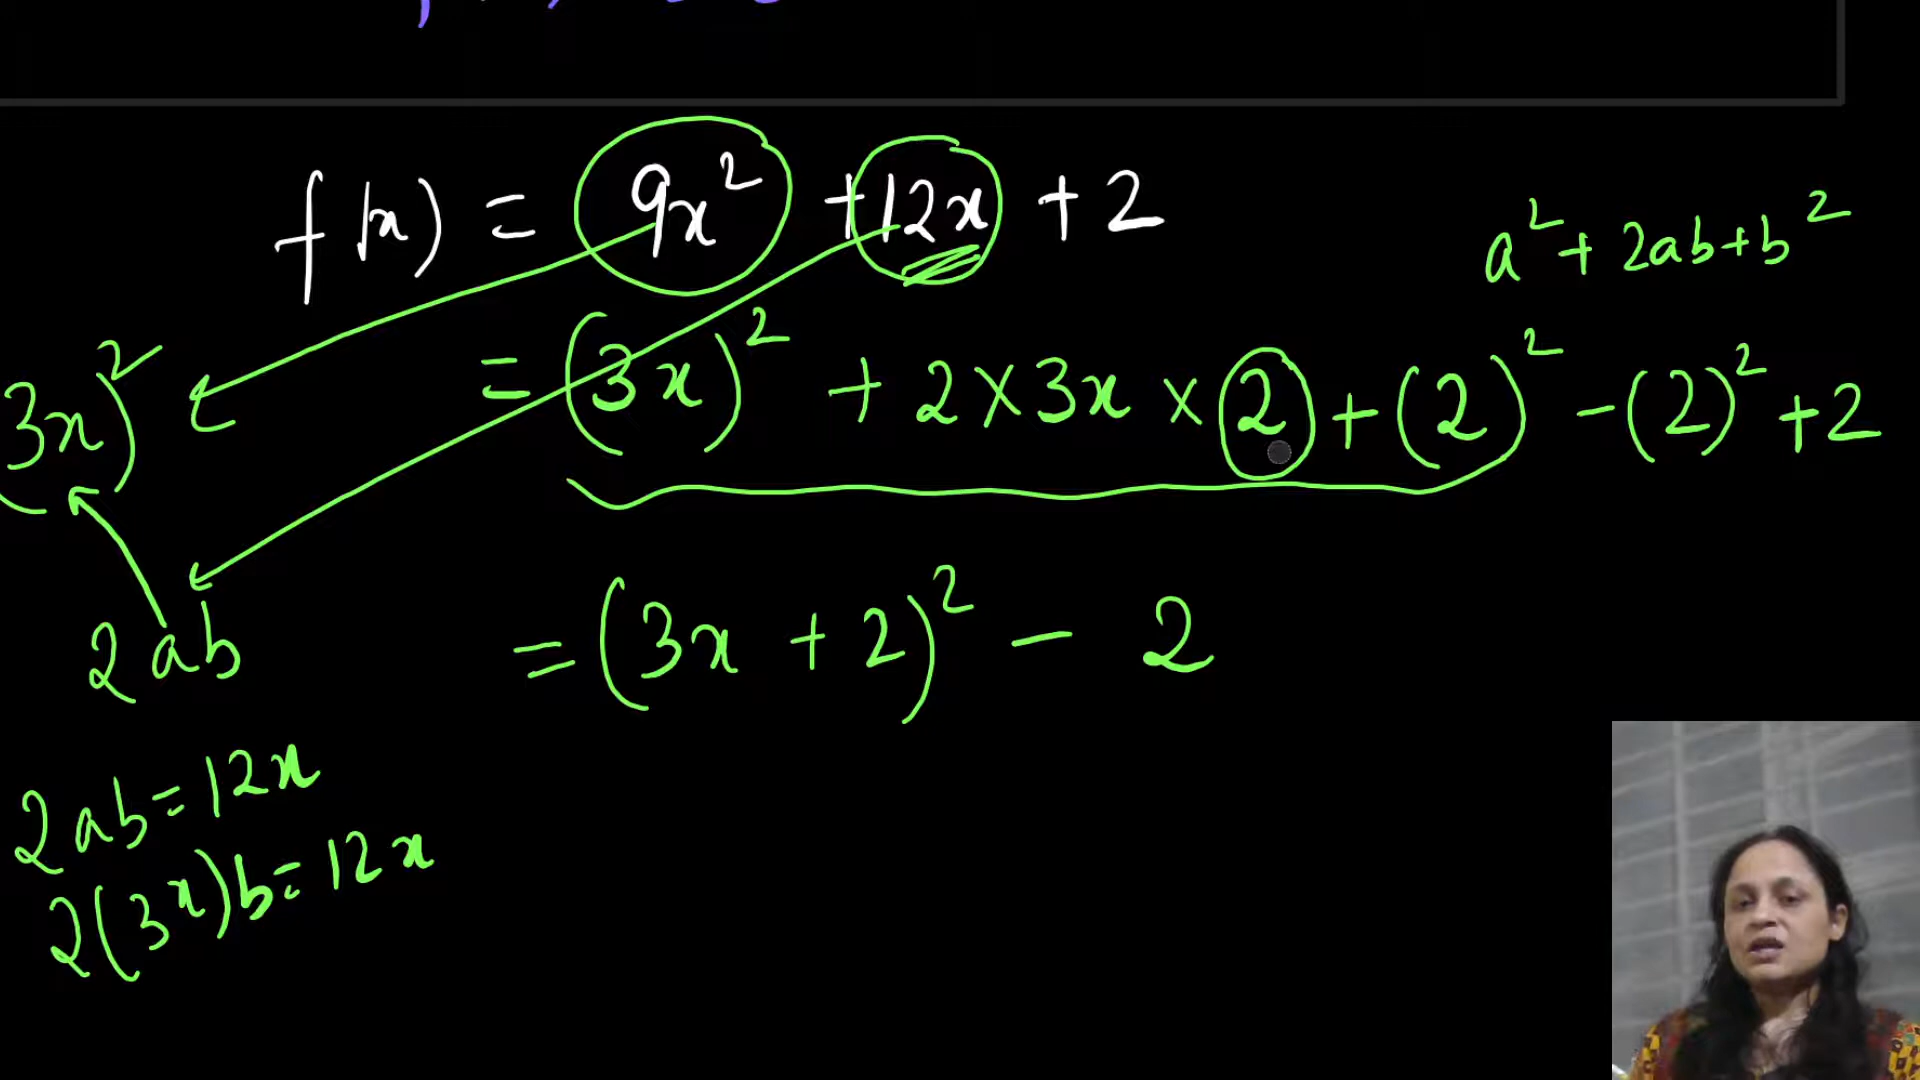 f(x) = 9x² + 12x + 2
a² + 2ab + b²
3x)²
= (3x)² + 2 × 3x × 2 + (2)² - (2)² + 2
2ab
= (3x + 2)² - 2
2ab = 12x
2(3x)b = 12x